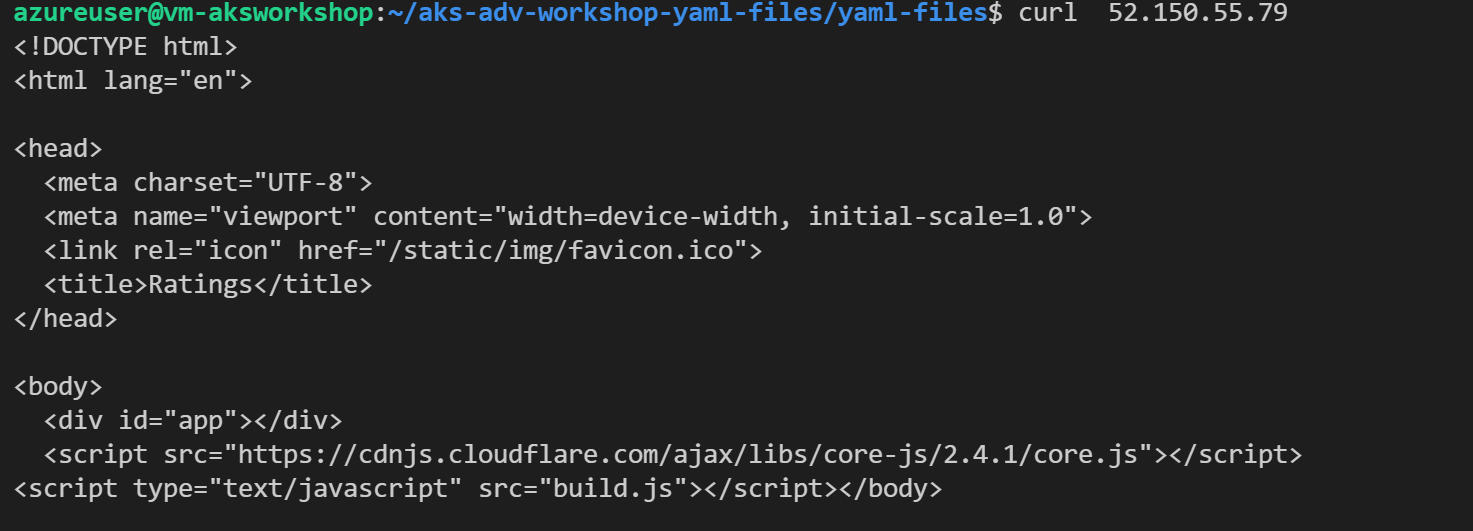 azureuser@vm-aksworkshop:~/aks-adv-workshop-yaml-files/yaml-files$ curl  52.150.55.79
<!DOCTYPE html>
<html lang="en">

<head>
  <meta charset="UTF-8">
  <meta name="viewport" content="width=device-width, initial-scale=1.0">
  <link rel="icon" href="/static/img/favicon.ico">
  <title>Ratings</title>
</head>

<body>
  <div id="app"></div>
  <script src="https://cdnjs.cloudflare.com/ajax/libs/core-js/2.4.1/core.js"></script>
<script type="text/javascript" src="build.js"></script></body>